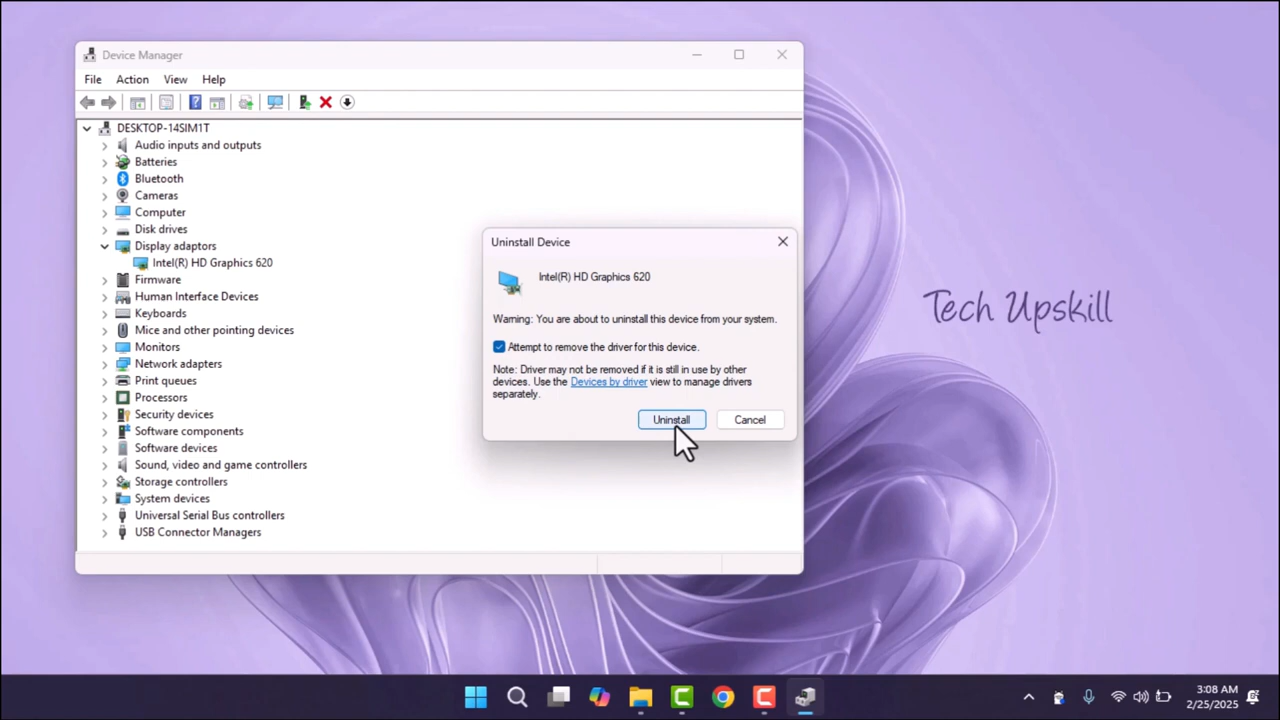 Device Manager
File Action View Help
DESKTOP-14SIM1T
Audio inputs and outputs
Batteries
Bluetooth
Cameras
Computer
Disk drives
Display adaptors
Intel(R) HD Graphics 620
Firmware
Human Interface Devices
Keyboards
Mice and other pointing devices
Monitors
Network adapters
Print queues
Processors
Security devices
Software components
Software devices
Sound, video and game controllers
Storage controllers
System devices
Universal Serial Bus controllers
USB Connector Managers
Uninstall Device
Intel(R) HD Graphics 620
Warning: You are about to uninstall this device from your system.
Attempt to remove the driver for this device.
Note: Driver may not be removed if it is still in use by other
devices. Use the Devices by driver view to manage drivers
separately.
Uninstall Cancel
Tech Upskill
3:08 AM
2/25/2025